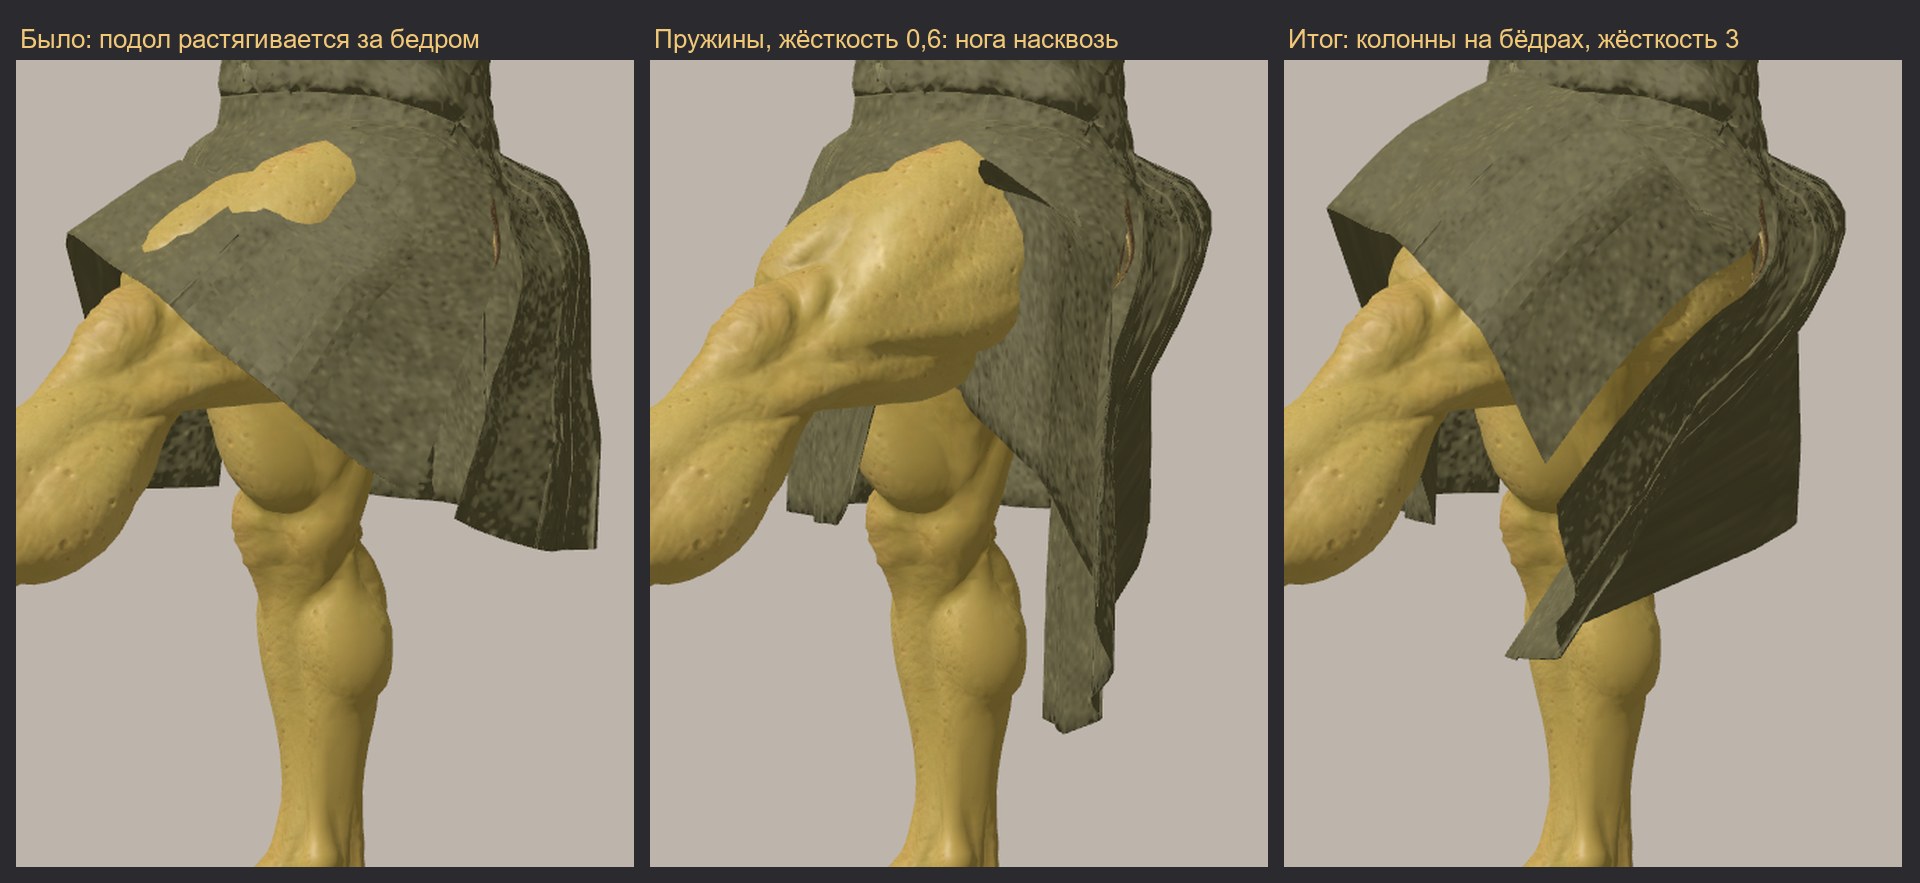 Было: подол растягивается за бедром
Пружины, жёсткость 0,6: нога насквозь
Итог: колонны на бёдрах, жёсткость 3